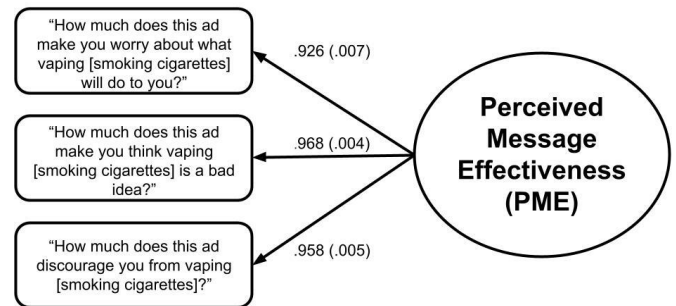 “How much does this ad
make you worry about what
vaping [smoking cigarettes]
will do to you?”
.926 (.007)
“How much does this ad
make you think vaping
[smoking cigarettes] is a bad
idea?”
.968 (.004)
“How much does this ad
discourage you from vaping
[smoking cigarettes]?”
.958 (.005)
Perceived
Message
Effectiveness
(PME)